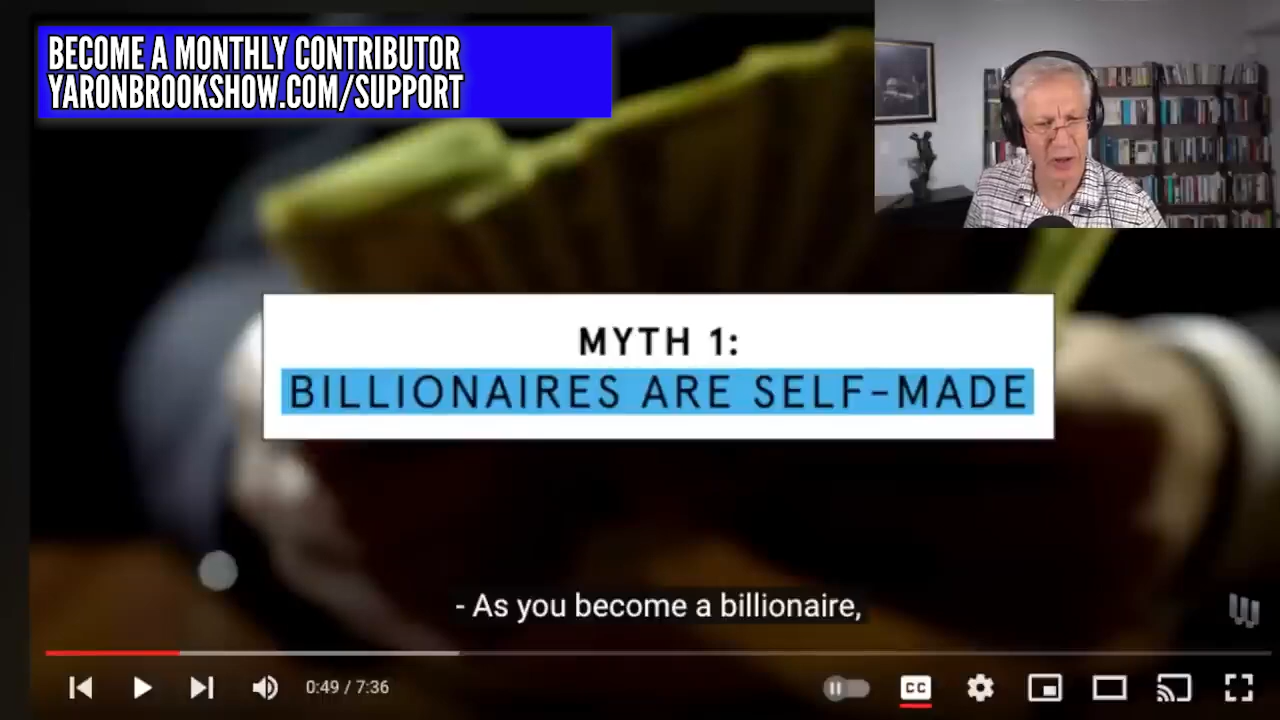 BECOME A MONTHLY CONTRIBUTOR
YARONBROOKSHOW.COM/SUPPORT
MYTH 1:
BILLIONAIRES ARE SELF-MADE
- As you become a billionaire,
0:49 / 7:36
CC